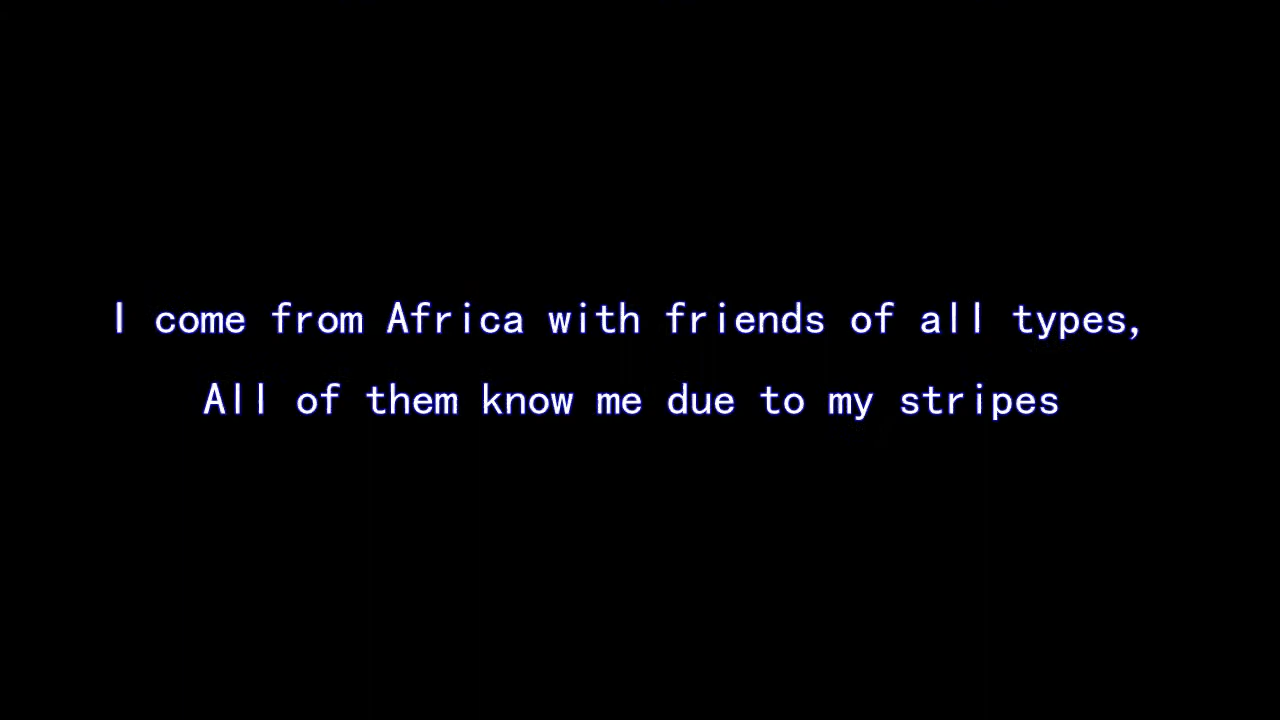 I come from Africa with friends of all types,
All of them know me due to my stripes